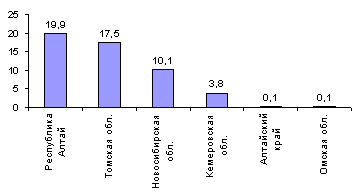 25
20
15
10
5
0
19,9
17,5
10,1
3,8
0,1
0,1
Республика
Алтай
Томская обл.
Новосибирская
обл.
Кемеровская
обл.
Алтайский
край
Омская обл.